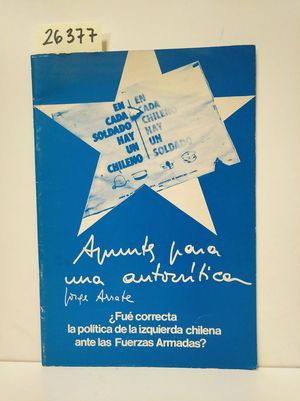 26377
EN
CADA
SOLDADO
HAY
UN
CHILENO
EN
CADA
CHILENO
HAY
UN
SOLDADO
Apuntes para
una autocrítica
Jorge Arrate
¿Fué correcta
la política de la izquierda chilena
ante las Fuerzas Armadas?